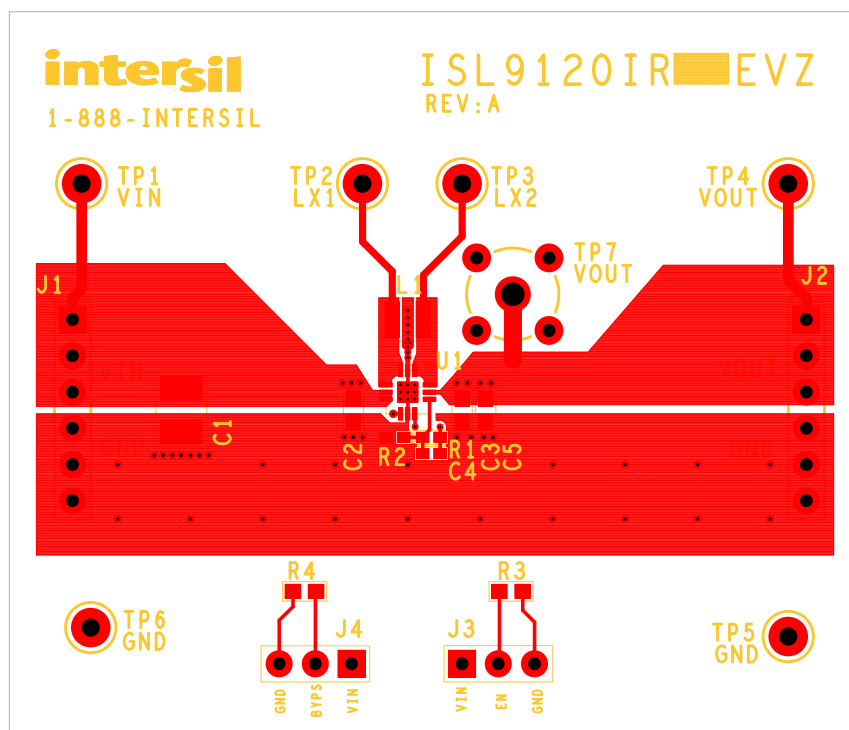 intersil
ISL9120IR EVZ
REV:A
1-888-INTERSIL
TP1
VIN
TP2
LX1
TP3
LX2
TP4
VOUT
TP7
VOUT
J1
L1
J2
U1
VIN
VOUT
GND
GND
C1
C2
R2
R1
C4
C3
C5
R4
R3
TP6
GND
J4
J3
TP5
GND
GND
BYPS
VIN
VIN
EN
GND